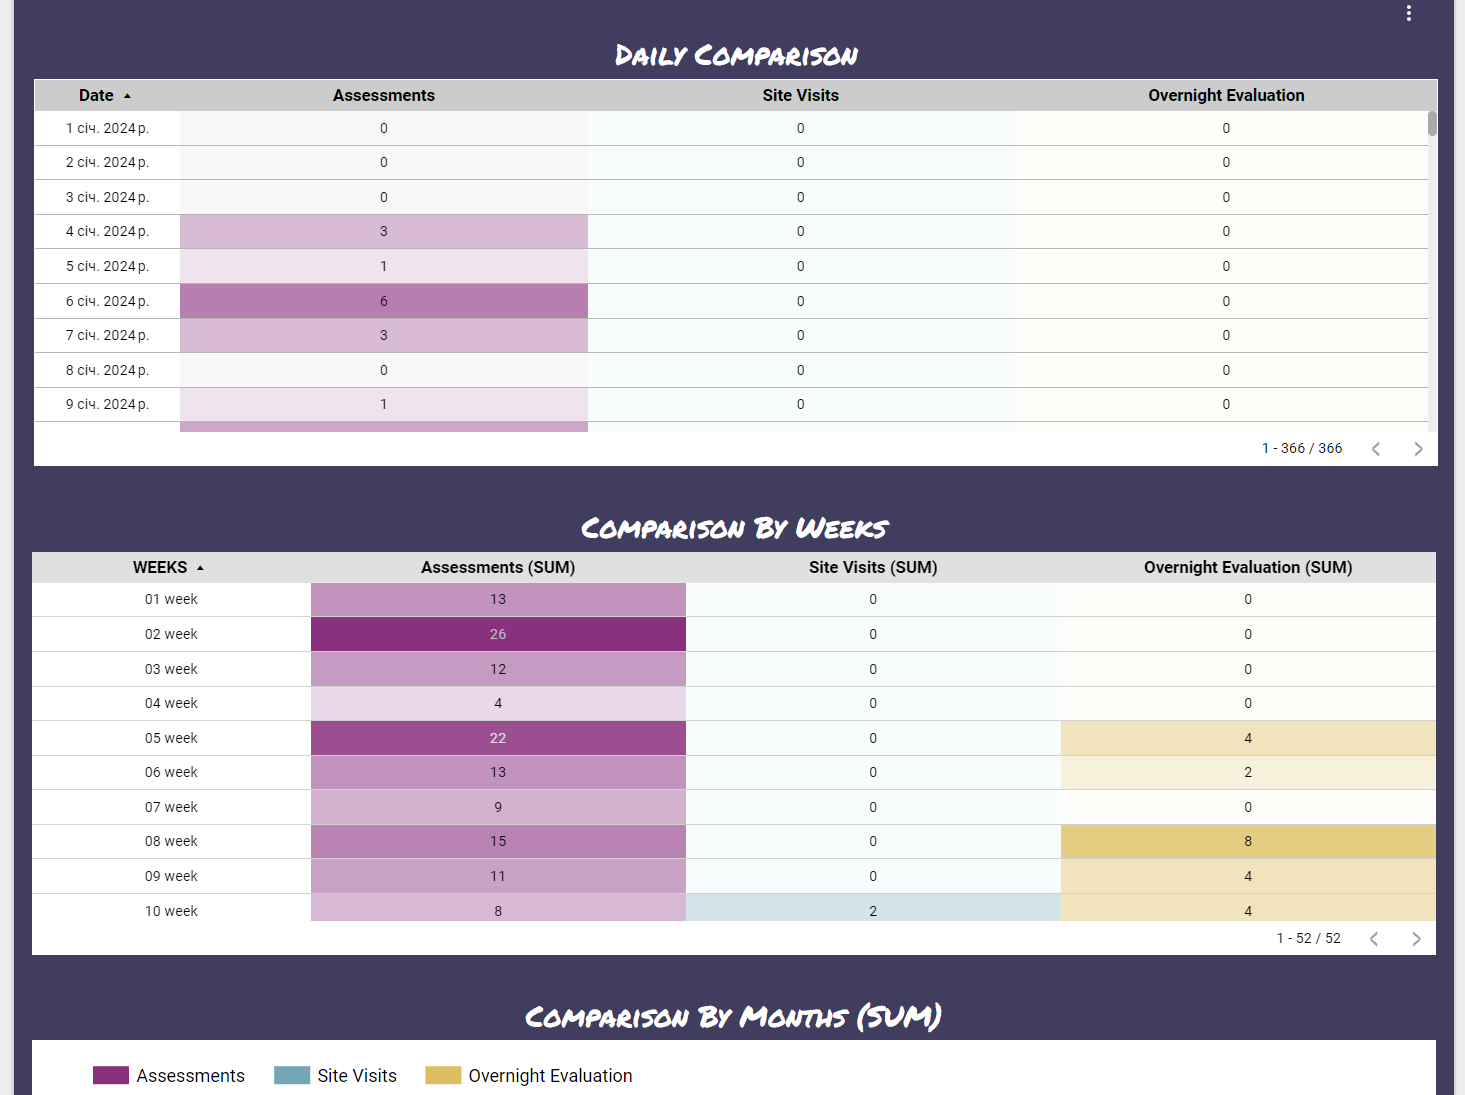 Daily Comparison
Date Assessments Site Visits Overnight Evaluation
1 січ. 2024 р. 0 0 0
2 січ. 2024 р. 0 0 0
3 січ. 2024 р. 0 0 0
4 січ. 2024 р. 3 0 0
5 січ. 2024 р. 1 0 0
6 січ. 2024 р. 6 0 0
7 січ. 2024 р. 3 0 0
8 січ. 2024 р. 0 0 0
9 січ. 2024 р. 1 0 0
1 - 366 / 366
Comparison By Weeks
WEEKS Assessments (SUM) Site Visits (SUM) Overnight Evaluation (SUM)
01 week 13 0 0
02 week 26 0 0
03 week 12 0 0
04 week 4 0 0
05 week 22 0 4
06 week 13 0 2
07 week 9 0 0
08 week 15 0 8
09 week 11 0 4
10 week 8 2 4
1 - 52 / 52
Comparison By Months (SUM)
Assessments Site Visits Overnight Evaluation